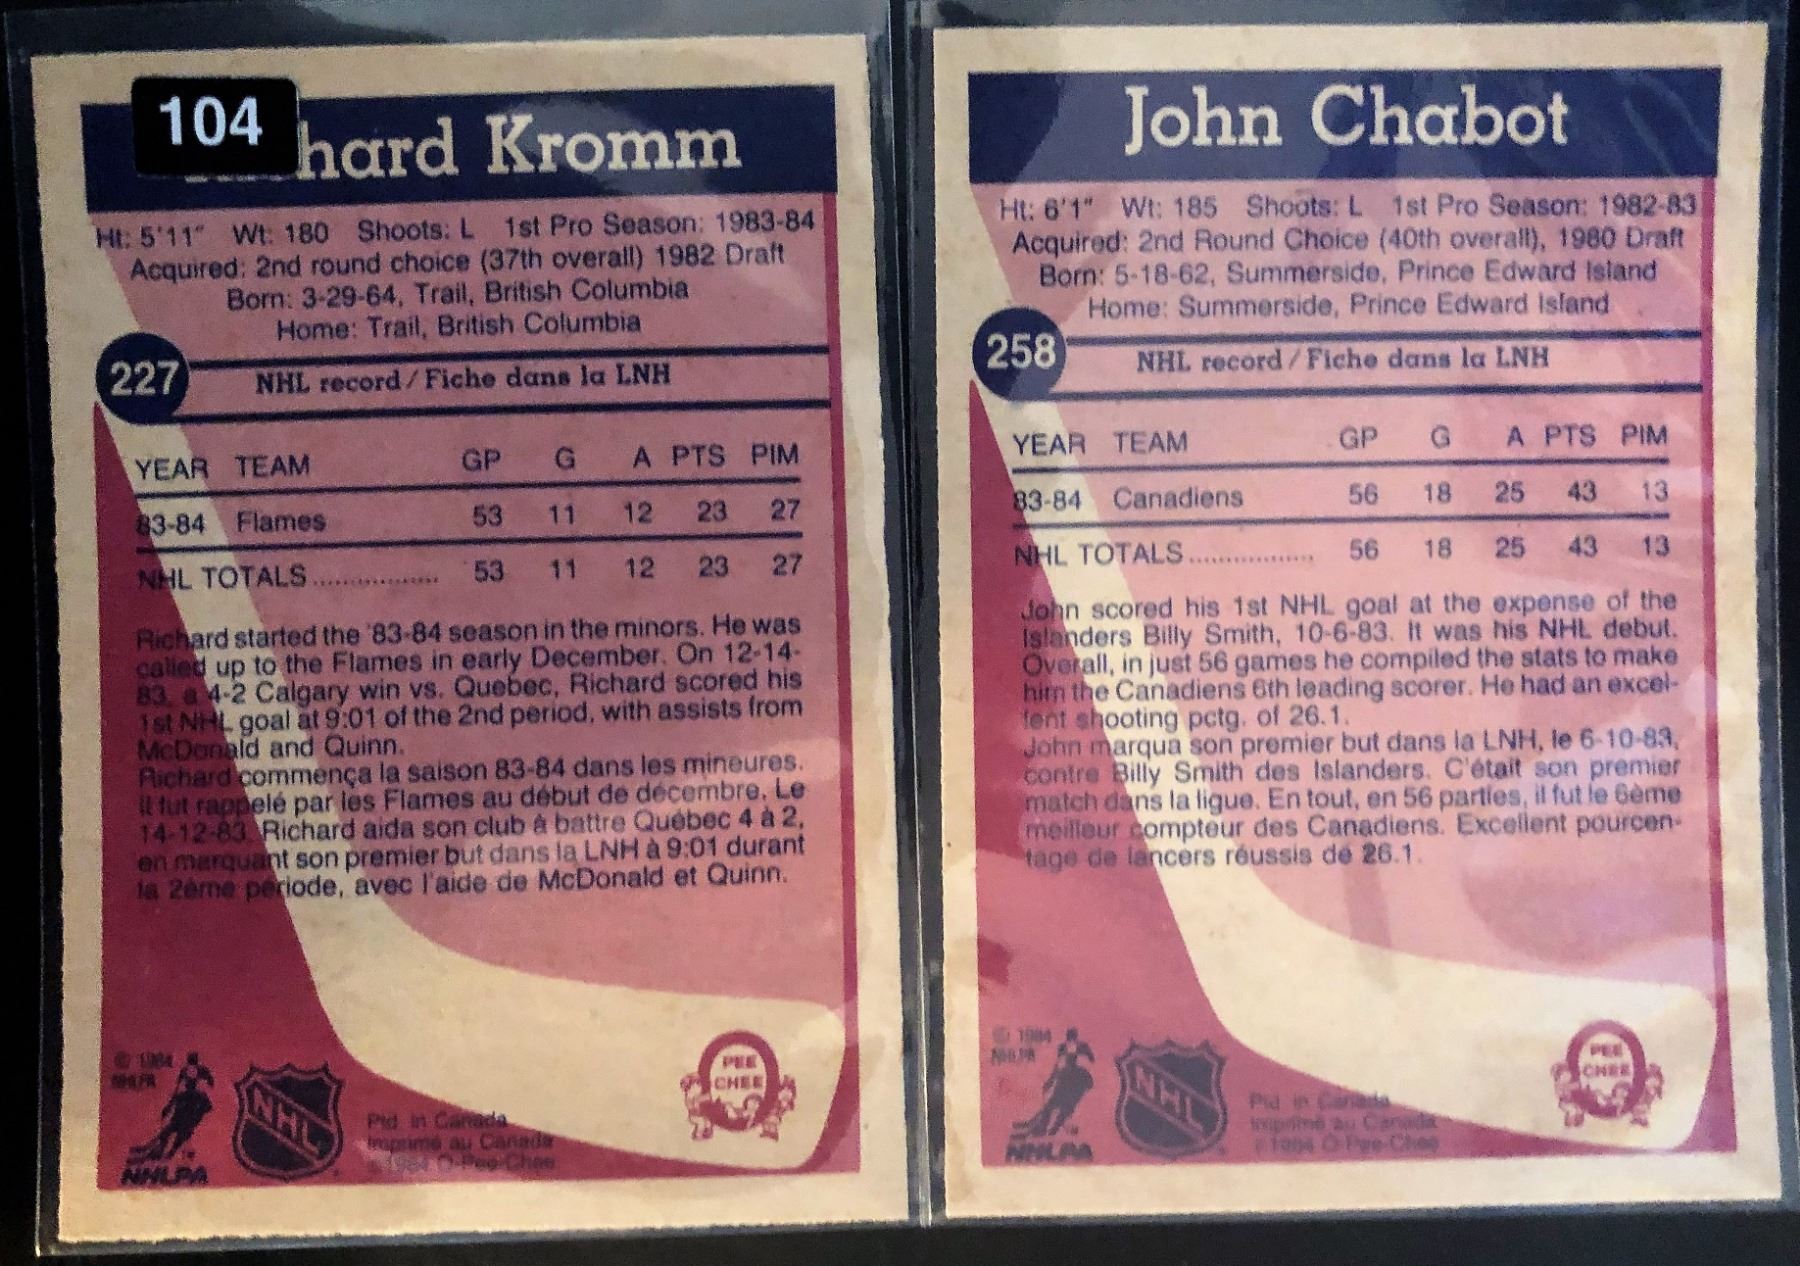 104
hard Kromm
Ht: 5'11" Wt: 180 Shoots: L 1st Pro Season: 1983-84
Acquired: 2nd round choice (37th overall) 1982 Draft
Born: 3-29-64, Trail, British Columbia
Home: Trail, British Columbia
227
NHL record / Fiche dans la LNH
YEAR TEAM GP G A PTS PIM
83-84 Flames 53 11 12 23 27
NHL TOTALS.................. 53 11 12 23 27
Richard started the '83-84 season in the minors. He was
called up to the Flames in early December. On 12-14-
83, a 4-2 Calgary win vs. Quebec, Richard scored his
1st NHL goal at 9:01 of the 2nd period, with assists from
McDonald and Quinn.
Richard commença la saison 83-84 dans les mineures.
Il fut rappelé par les Flames au début de décembre. Le
14-12-83, Richard aida son club à battre Québec 4 à 2,
en marquant son premier but dans la LNH à 9:01 durant
la 2ème période, avec l'aide de McDonald et Quinn.
© 1984
NHLPA
NHLPA
NHL
Ptd. in Canada
Imprimé au Canada
© 1984 O-Pee-Chee
PEE
CHEE
John Chabot
Ht: 6'1" Wt: 185 Shoots: L 1st Pro Season: 1982-83
Acquired: 2nd Round Choice (40th overall), 1980 Draft
Born: 5-18-62, Summerside, Prince Edward Island
Home: Summerside, Prince Edward Island
258
NHL record / Fiche dans la LNH
YEAR TEAM GP G A PTS PIM
83-84 Canadiens 56 18 25 43 13
NHL TOTALS.................. 56 18 25 43 13
John scored his 1st NHL goal at the expense of the
Islanders Billy Smith, 10-6-83. It was his NHL debut.
Overall, in just 56 games he compiled the stats to make
him the Canadiens 6th leading scorer. He had an excel-
lent shooting pctg. of 26.1.
John marqua son premier but dans la LNH, le 6-10-83,
contre Billy Smith des Islanders. C'était son premier
match dans la ligue. En tout, en 56 parties, il fut le 6ème
meilleur compteur des Canadiens. Excellent pourcen-
tage de lancers réussis de 26.1.
© 1984
NHLPA
NHLPA
NHL
Ptd. in Canada
Imprimé au Canada
© 1984 O-Pee-Chee
PEE
CHEE